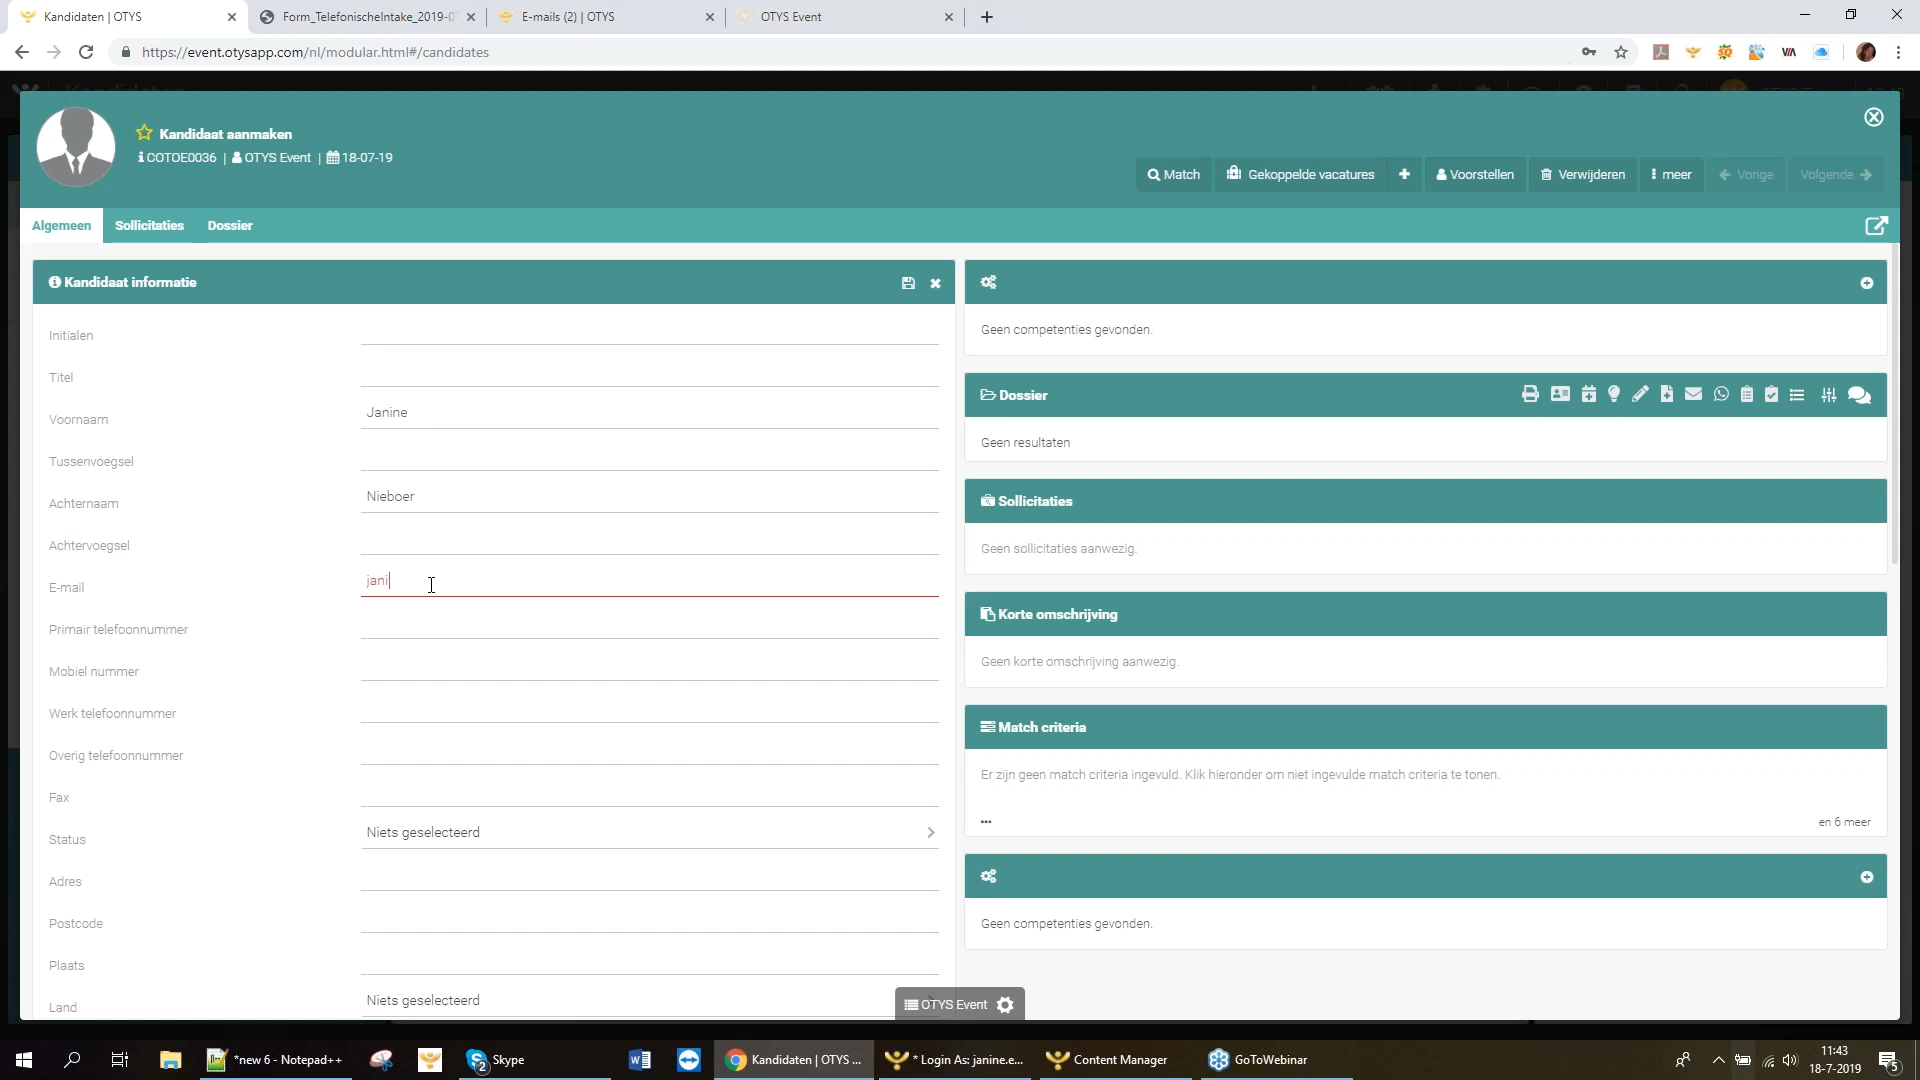 Kandidaten | OTYS
Form_TelefonischeIntake_2019-0
E-mails (2) | OTYS
OTYS Event
https://event.otysapp.com/nl/modular.html#/candidates
Kandidaat aanmaken
COTOE0036 | OTYS Event | 18-07-19
Match
Gekoppelde vacatures
Voorstellen
Verwijderen
meer
Vorige
Volgende
Algemeen
Sollicitaties
Dossier
Kandidaat informatie
Initialen
Titel
Voornaam
Janine
Tussenvoegsel
Achternaam
Nieboer
Achtervoegsel
E-mail
jani
Primair telefoonnummer
Mobiel nummer
Werk telefoonnummer
Overig telefoonnummer
Fax
Status
Niets geselecteerd
Adres
Postcode
Plaats
Land
Niets geselecteerd
Geen competenties gevonden.
Dossier
Geen resultaten
Sollicitaties
Geen sollicitaties aanwezig.
Korte omschrijving
Geen korte omschrijving aanwezig.
Match criteria
Er zijn geen match criteria ingevuld. Klik hieronder om niet ingevulde match criteria te tonen.
...
en 6 meer
Geen competenties gevonden.
OTYS Event
*new 6 - Notepad++
2
Skype
Kandidaten | OTYS ...
* Login As: janine.e...
Content Manager
GoToWebinar
11:43
18-7-2019
5